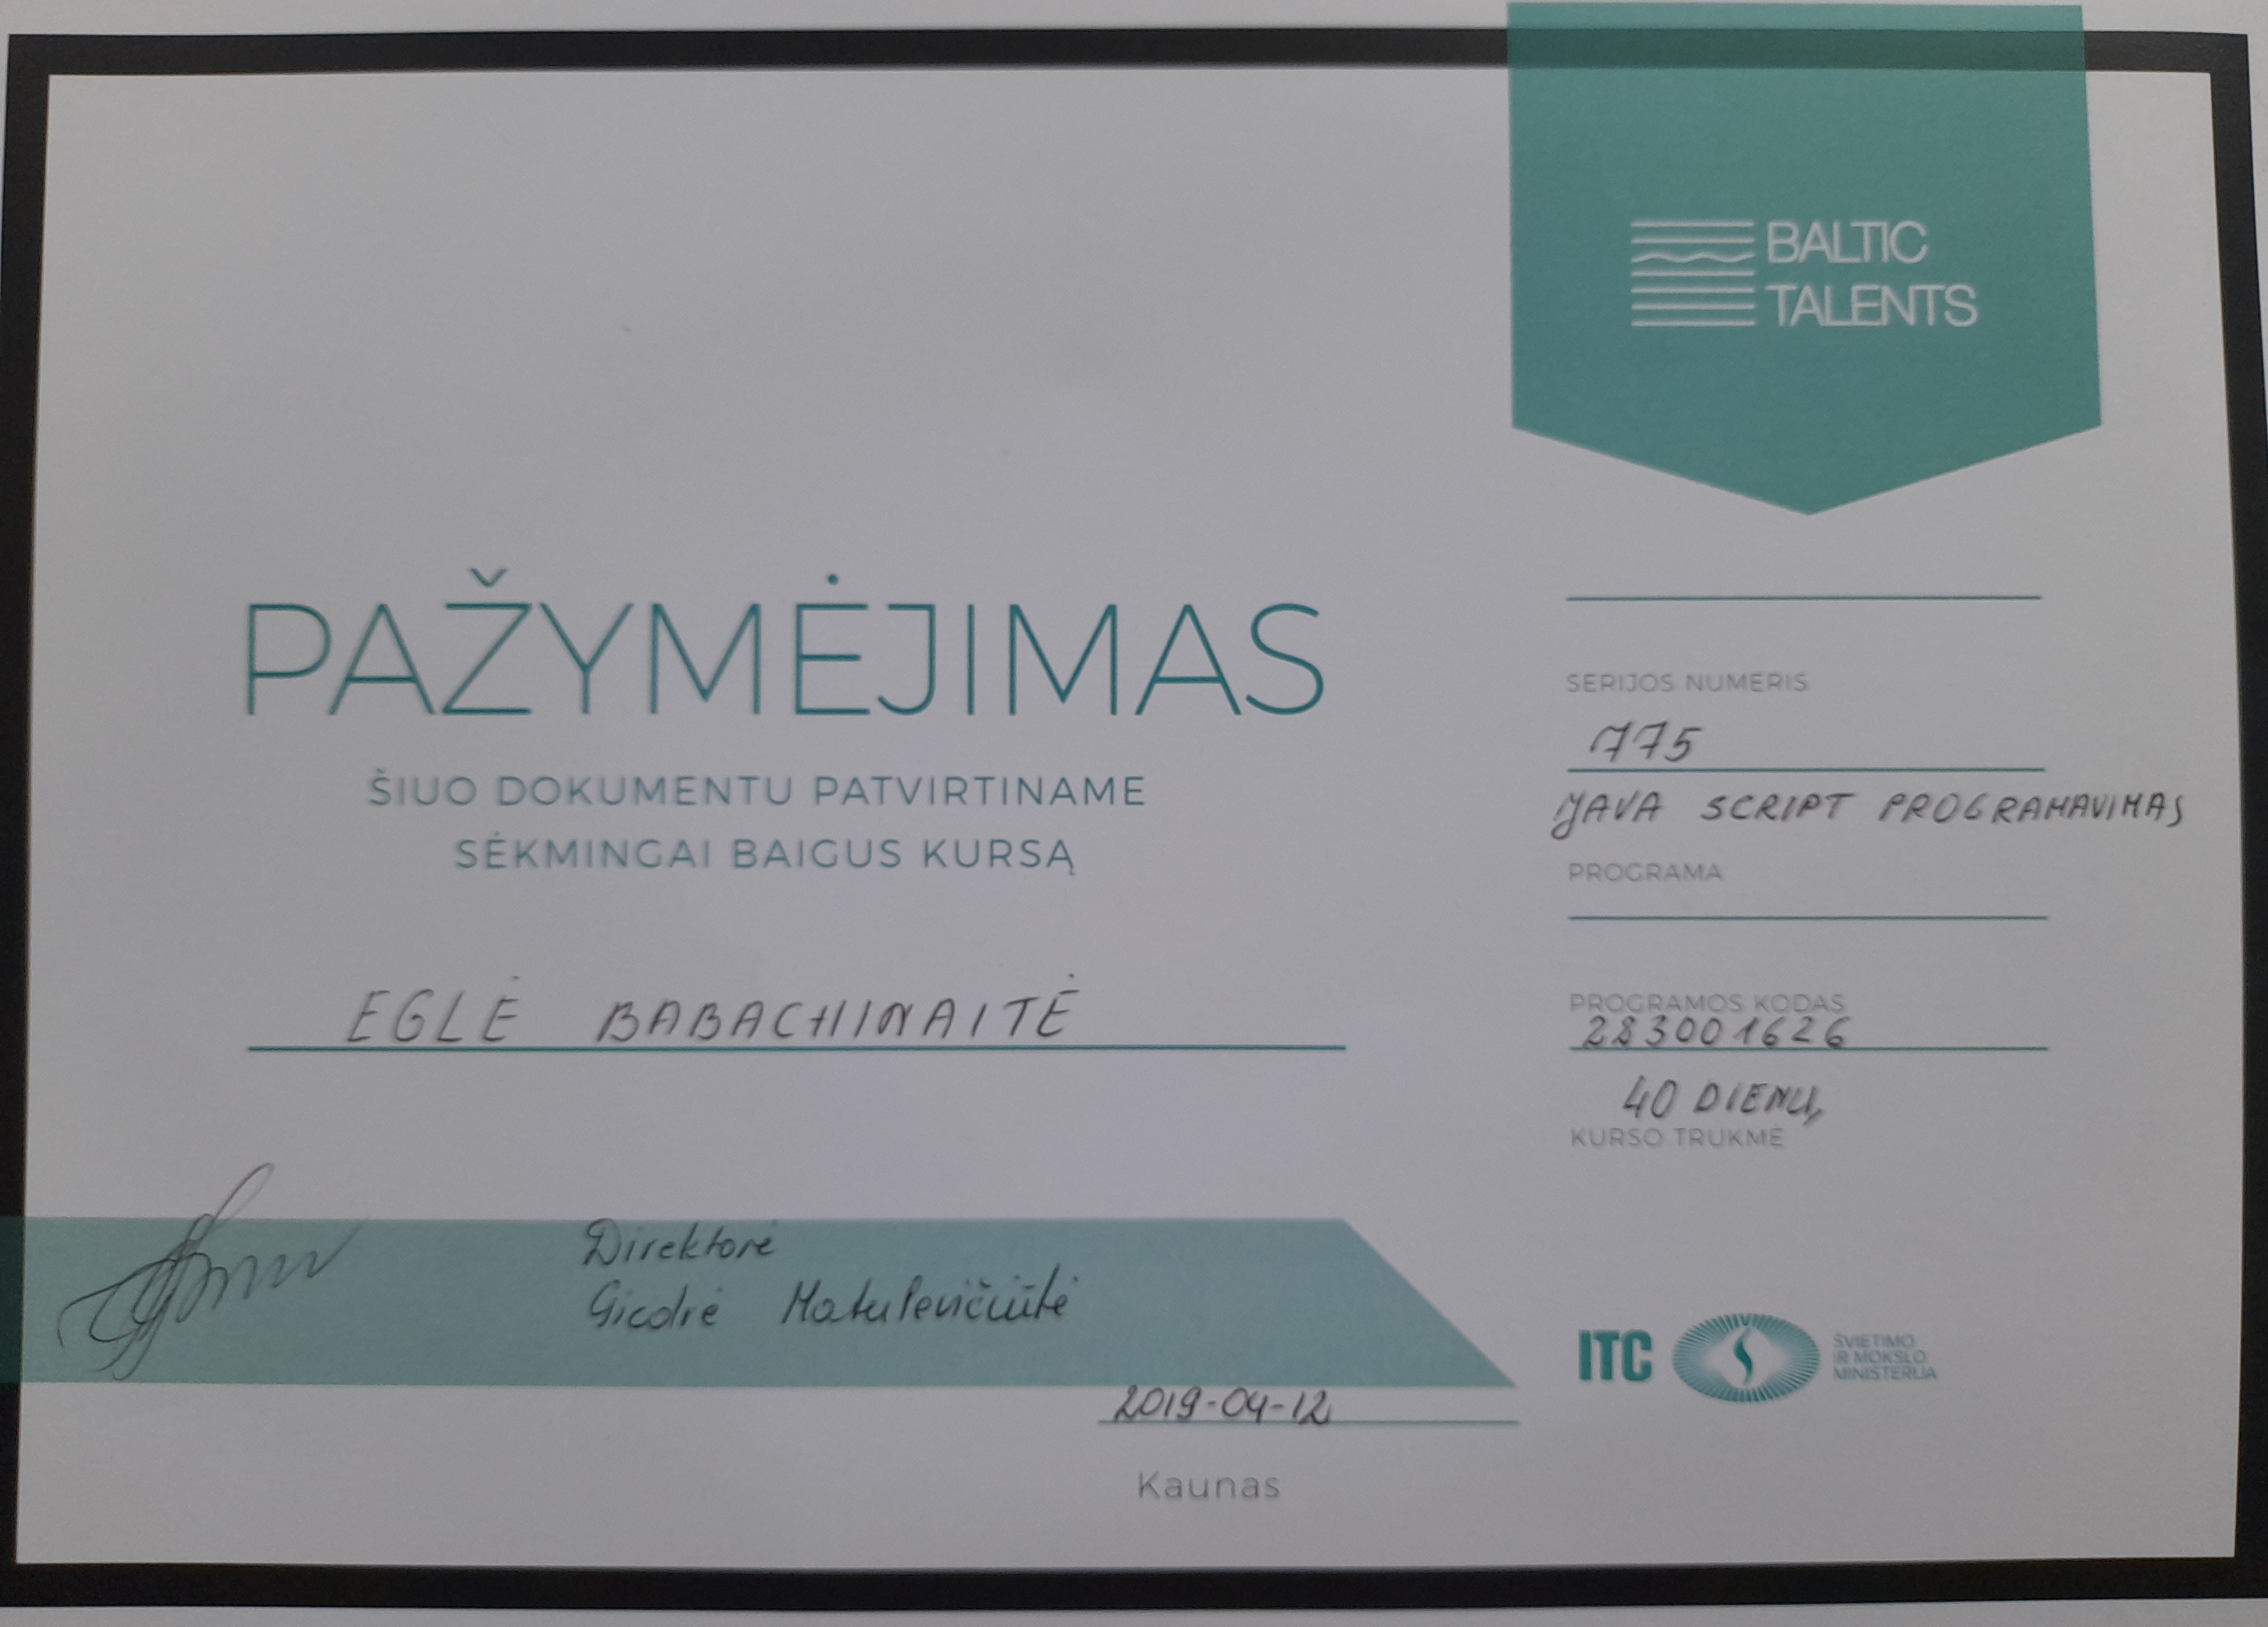 BALTIC
TALENTS
PAŽYMĖJIMAS
ŠIUO DOKUMENTU PATVIRTINAME
SĖKMINGAI BAIGUS KURSĄ
EGLĖ BABACHINAITĖ
SERIJOS NUMERIS
775
JAVA SCRIPT PROGRAMAVIMAS
PROGRAMA
PROGRAMOS KODAS
283001626
40 DIENŲ
KURSO TRUKMĖ
Direktorė
Giedrė Matulevičiūtė
2019-04-12
Kaunas
ITC
ŠVIETIMO
IR MOKSLO
MINISTERIJA